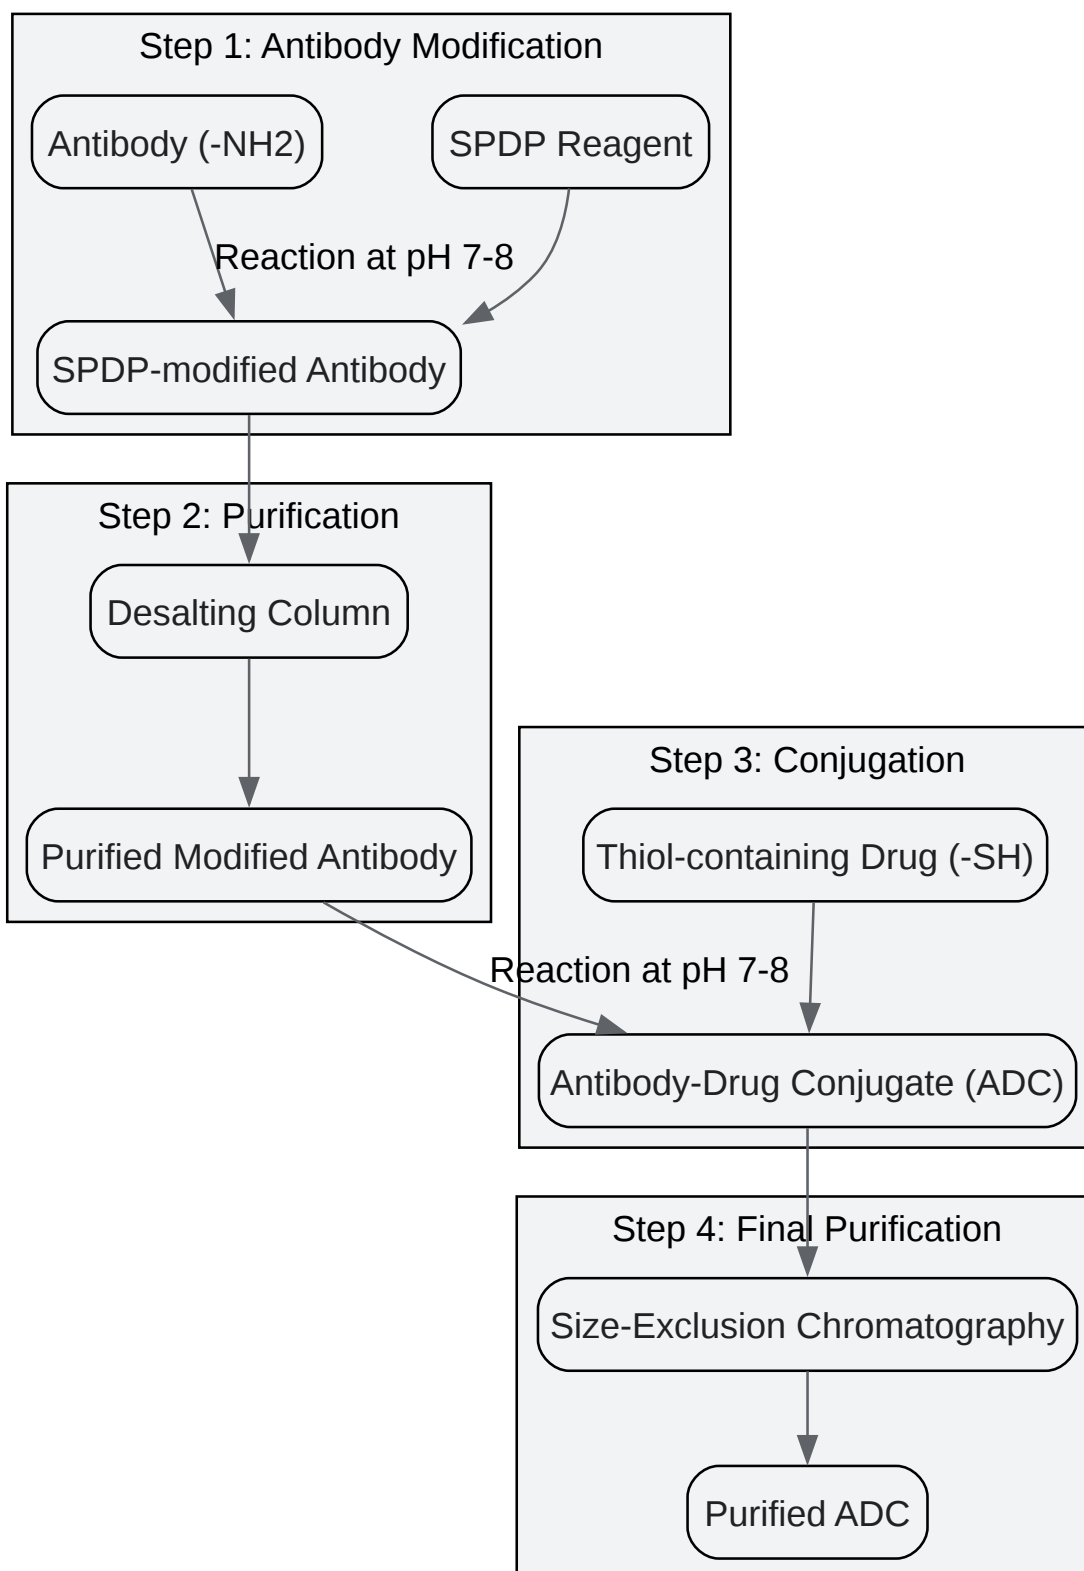 Step 1: Antibody Modification
Antibody (-NH2)
SPDP Reagent
Reaction at pH 7-8
SPDP-modified Antibody
Step 2: Purification
Desalting Column
Purified Modified Antibody
Step 3: Conjugation
Thiol-containing Drug (-SH)
Reaction at pH 7-8
Antibody-Drug Conjugate (ADC)
Step 4: Final Purification
Size-Exclusion Chromatography
Purified ADC